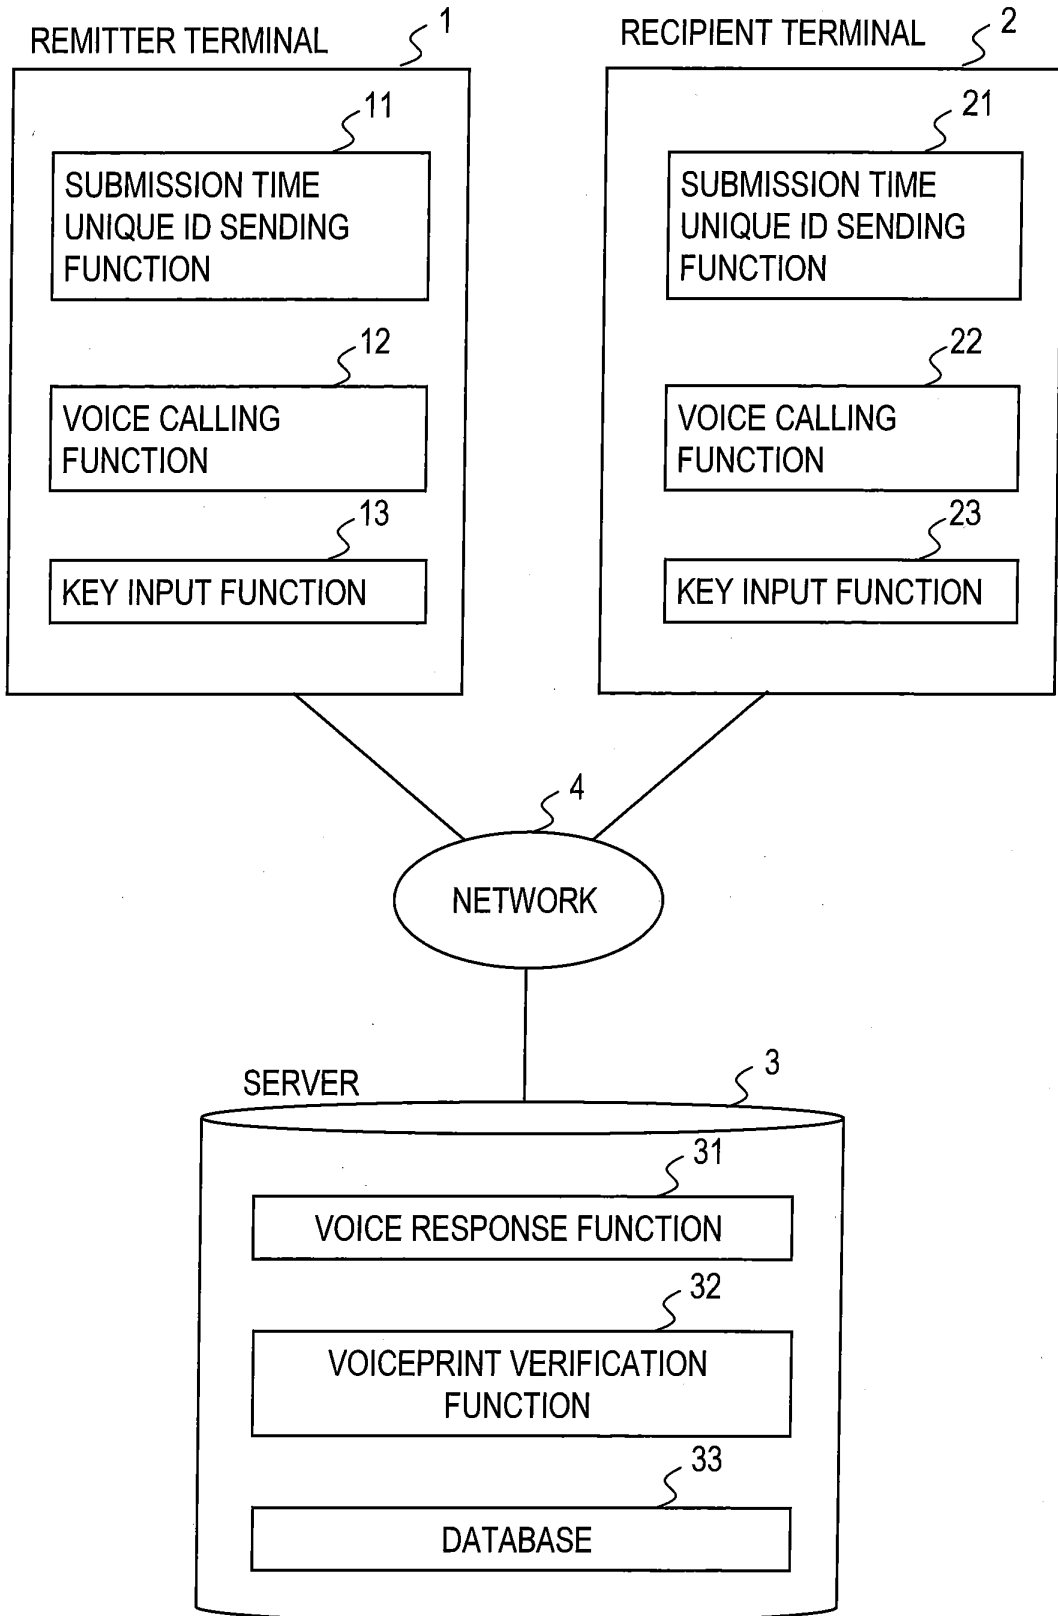 REMITTER TERMINAL
1
11
SUBMISSION TIME
UNIQUE ID SENDING
FUNCTION
12
VOICE CALLING
FUNCTION
13
KEY INPUT FUNCTION
RECIPIENT TERMINAL
2
21
SUBMISSION TIME
UNIQUE ID SENDING
FUNCTION
22
VOICE CALLING
FUNCTION
23
KEY INPUT FUNCTION
4
NETWORK
SERVER
3
31
VOICE RESPONSE FUNCTION
32
VOICEPRINT VERIFICATION
FUNCTION
33
DATABASE